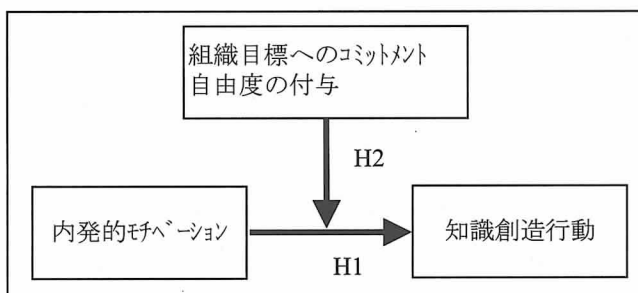 組織目標へのｺﾐｯﾄﾒﾝﾄ
自由度の付与
H2
内発的ﾓﾁﾍﾞｰｼｮﾝ
知識創造行動
H1